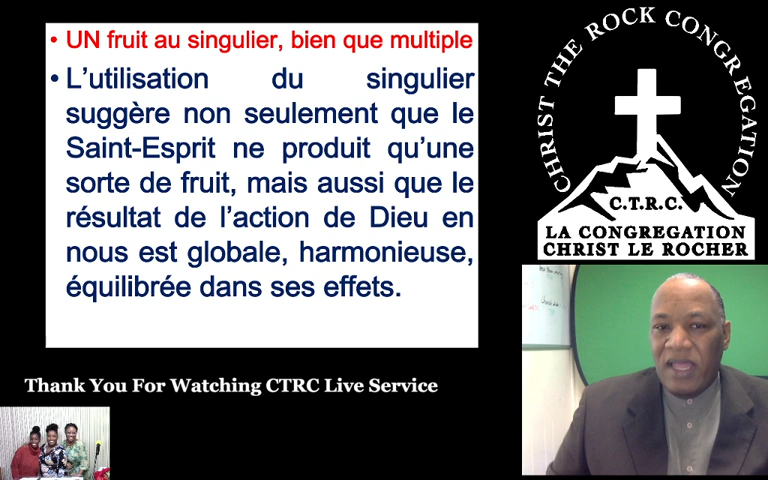 • UN fruit au singulier, bien que multiple
• L’utilisation du singulier
suggère non seulement que le
Saint-Esprit ne produit qu’une
sorte de fruit, mais aussi que le
résultat de l’action de Dieu en
nous est globale, harmonieuse,
équilibrée dans ses effets.
CHRIST THE ROCK CONGREGATION
C.T.R.C.
LA CONGREGATION
CHRIST LE ROCHER
Thank You For Watching CTRC Live Service